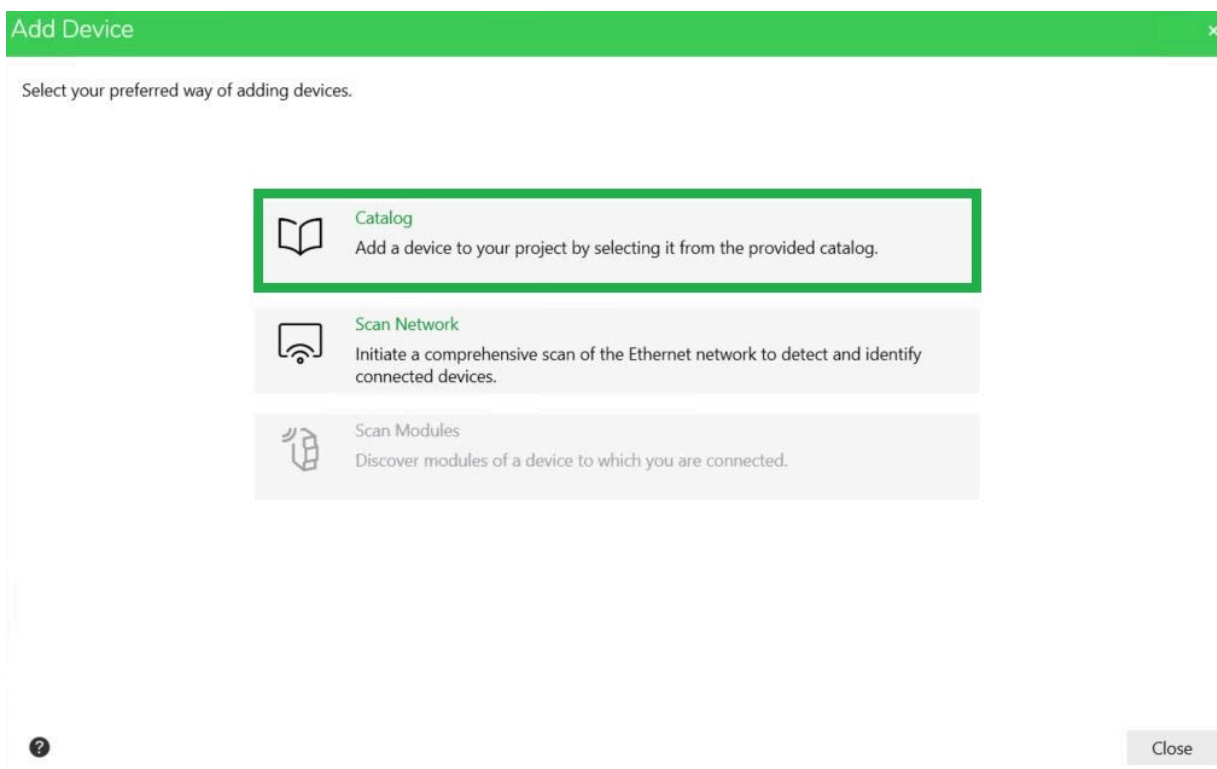 Add Device
Select your preferred way of adding devices.
Catalog
Add a device to your project by selecting it from the provided catalog.
Scan Network
Initiate a comprehensive scan of the Ethernet network to detect and identify
connected devices.
Scan Modules
Discover modules of a device to which you are connected.
?
Close